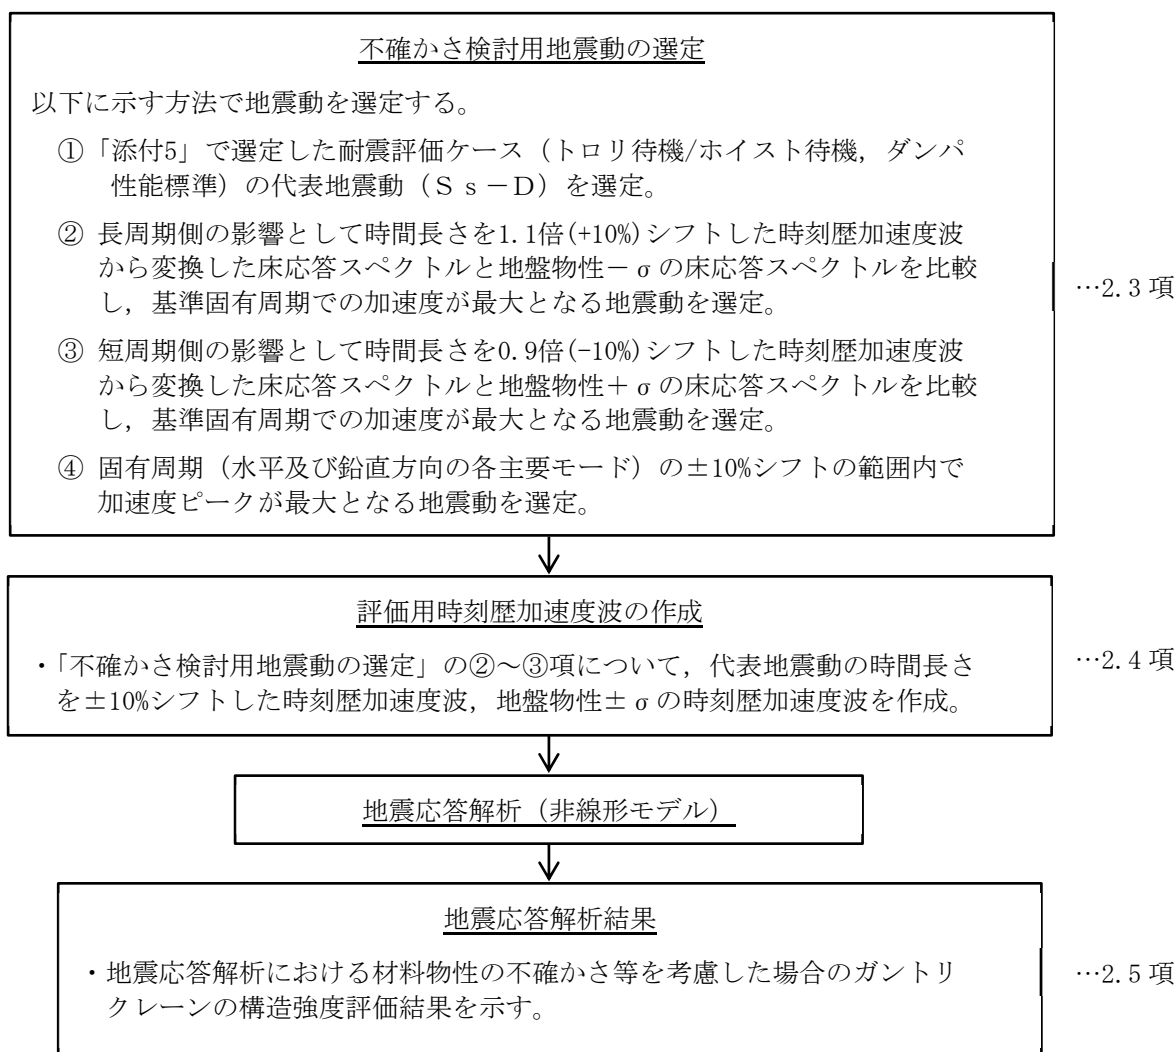 不確かさ検討用地震動の選定
以下に示す方法で地震動を選定する。
①「添付5」で選定した耐震評価ケース（トロリ待機/ホイスト待機，ダンパ
性能標準）の代表地震動（Ｓｓ－Ｄ）を選定。
② 長周期側の影響として時間長さを1.1倍(+10%)シフトした時刻歴加速度波
から変換した床応答スペクトルと地盤物性－σの床応答スペクトルを比較
し，基準固有周期での加速度が最大となる地震動を選定。
…2.3項
③ 短周期側の影響として時間長さを0.9倍(-10%)シフトした時刻歴加速度波
から変換した床応答スペクトルと地盤物性＋σの床応答スペクトルを比較
し，基準固有周期での加速度が最大となる地震動を選定。
④ 固有周期（水平及び鉛直方向の各主要モード）の±10%シフトの範囲内で
加速度ピークが最大となる地震動を選定。
評価用時刻歴加速度波の作成
・「不確かさ検討用地震動の選定」の②～③項について，代表地震動の時間長さ
を±10%シフトした時刻歴加速度波，地盤物性±σの時刻歴加速度波を作成。
…2.4項
地震応答解析（非線形モデル）
地震応答解析結果
・地震応答解析における材料物性の不確かさ等を考慮した場合のガントリ
クレーンの構造強度評価結果を示す。
…2.5項